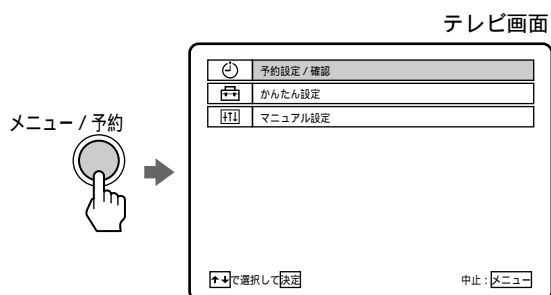 テレビ画面
メニュー / 予約
予約設定 / 確認
かんたん設定
マニュアル設定
↑↓で選択して決定
中止：メニュー